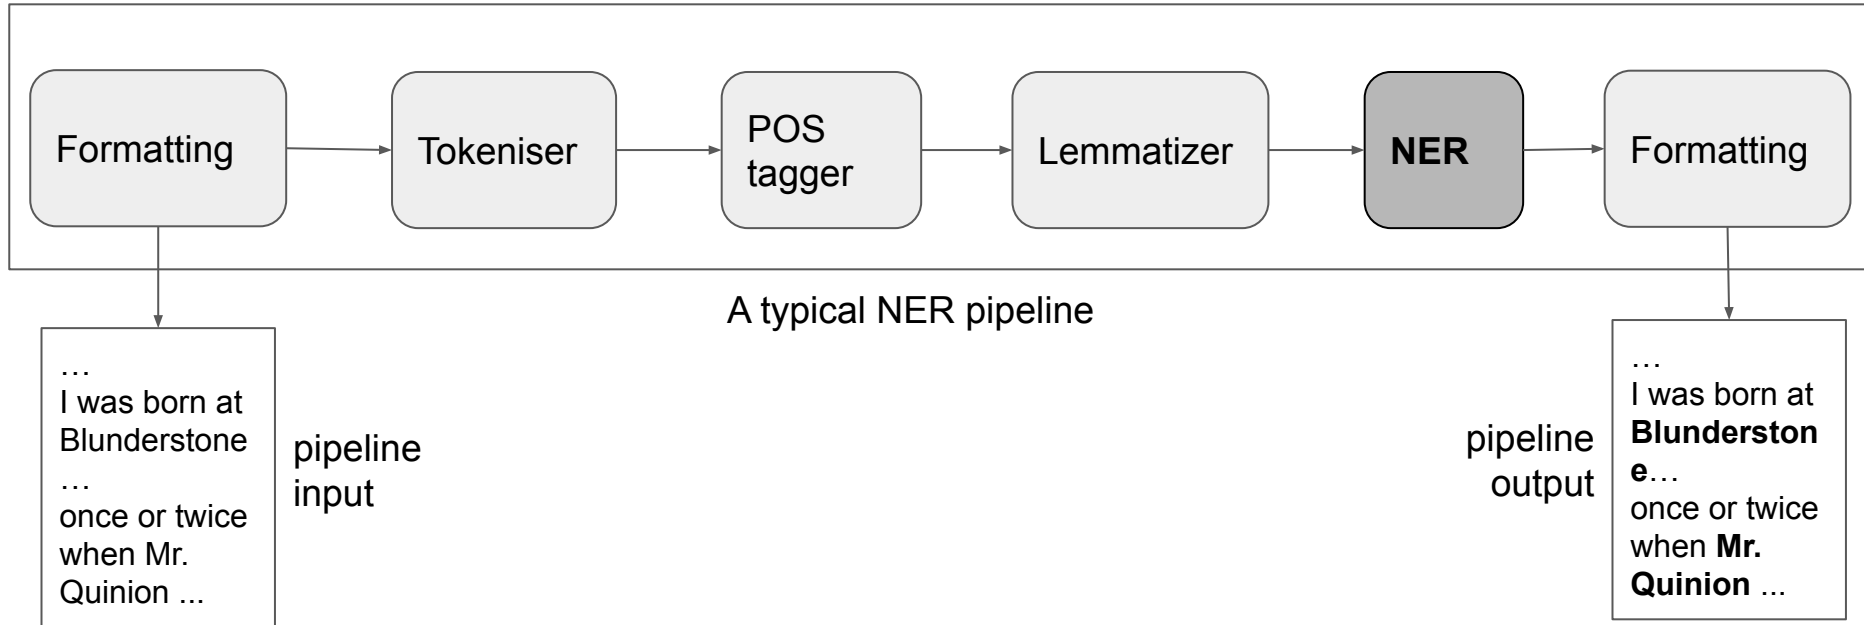 Formatting
Tokeniser
POS
tagger
Lemmatizer
NER
Formatting
A typical NER pipeline
…
I was born at
Blunderstone
…
once or twice
when Mr.
Quinion ...
pipeline
input
pipeline
output
…
I was born at
Blunderston
e…
once or twice
when Mr.
Quinion ...